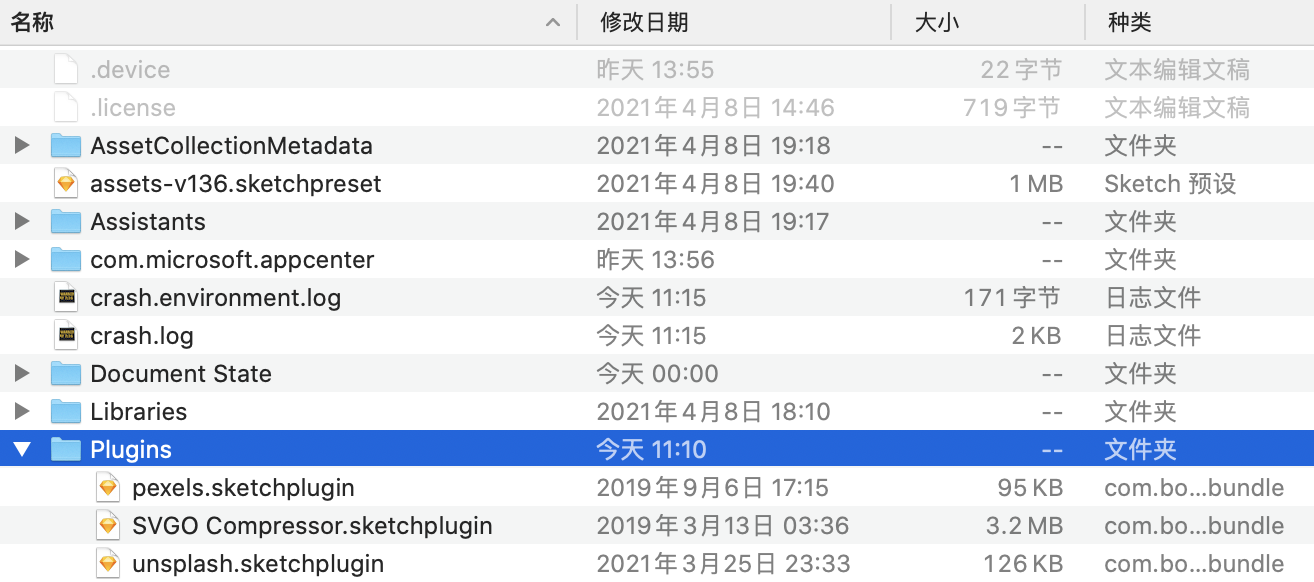 名称 修改日期 大小 种类
.device 昨天 13:55 22 字节 文本编辑文稿
.license 2021年4月8日 14:46 719 字节 文本编辑文稿
AssetCollectionMetadata 2021年4月8日 19:18 -- 文件夹
assets-v136.sketchpreset 2021年4月8日 19:40 1 MB Sketch 预设
Assistants 2021年4月8日 19:17 -- 文件夹
com.microsoft.appcenter 昨天 13:56 -- 文件夹
crash.environment.log 今天 11:15 171 字节 日志文件
crash.log 今天 11:15 2 KB 日志文件
Document State 今天 00:00 -- 文件夹
Libraries 2021年4月8日 18:10 -- 文件夹
Plugins 今天 11:10 -- 文件夹
pexels.sketchplugin 2019年9月6日 17:15 95 KB com.bo...bundle
SVGO Compressor.sketchplugin 2019年3月13日 03:36 3.2 MB com.bo...bundle
unsplash.sketchplugin 2021年3月25日 23:33 126 KB com.bo...bundle